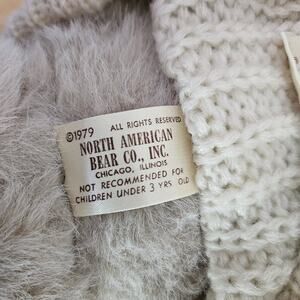 ©1979 ALL RIGHTS RESERVED
NORTH AMERICAN
BEAR CO., INC.
CHICAGO, ILLINOIS
NOT RECOMMENDED FOR
CHILDREN UNDER 3 YRS OLD